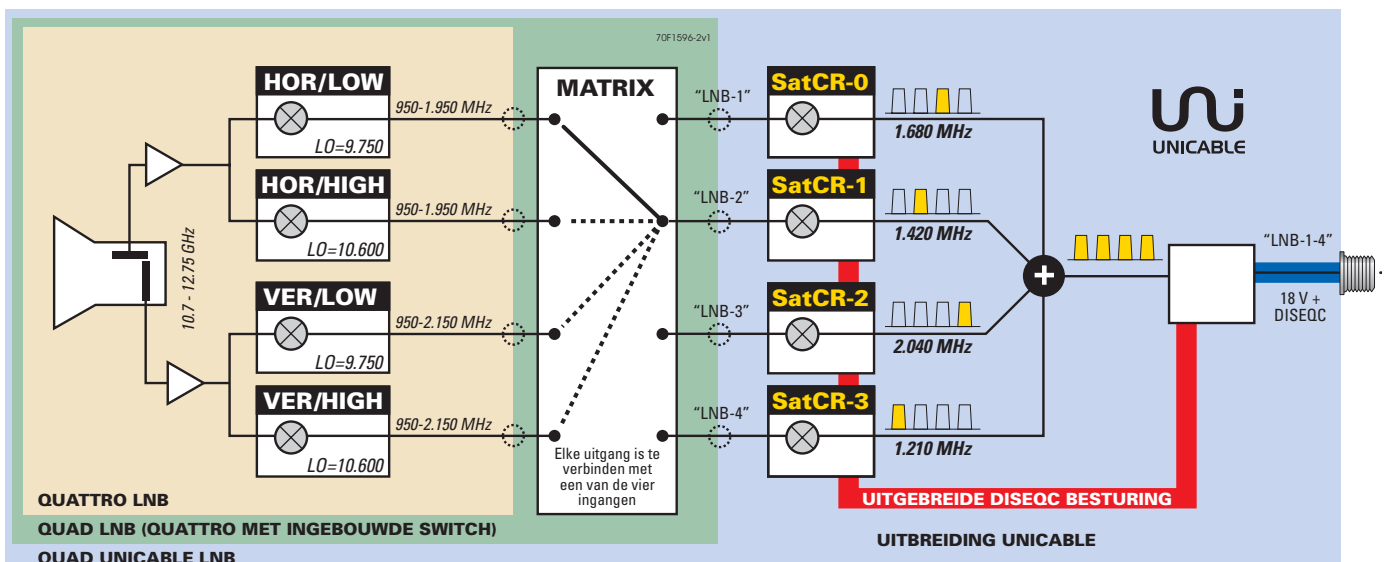 70F1596-2v1
HOR/LOW
950-1.950 MHz
LO=9.750
HOR/HIGH
950-1.950 MHz
LO=10.600
10.7 - 12.75 GHz
VER/LOW
950-2.150 MHz
LO=9.750
VER/HIGH
950-2.150 MHz
LO=10.600
MATRIX
Elke uitgang is te
verbinden met
een van de vier
ingangen
"LNB-1"
"LNB-2"
"LNB-3"
"LNB-4"
SatCR-0
1.680 MHz
SatCR-1
1.420 MHz
SatCR-2
2.040 MHz
SatCR-3
1.210 MHz
+
UNi
UNICABLE
"LNB-1-4"
18 V +
DISEQC
UITGEBREIDE DISEQC BESTURING
UITBREIDING UNICABLE
QUATTRO LNB
QUAD LNB (QUATTRO MET INGEBOUWDE SWITCH)
QUAD UNICABLE LNB